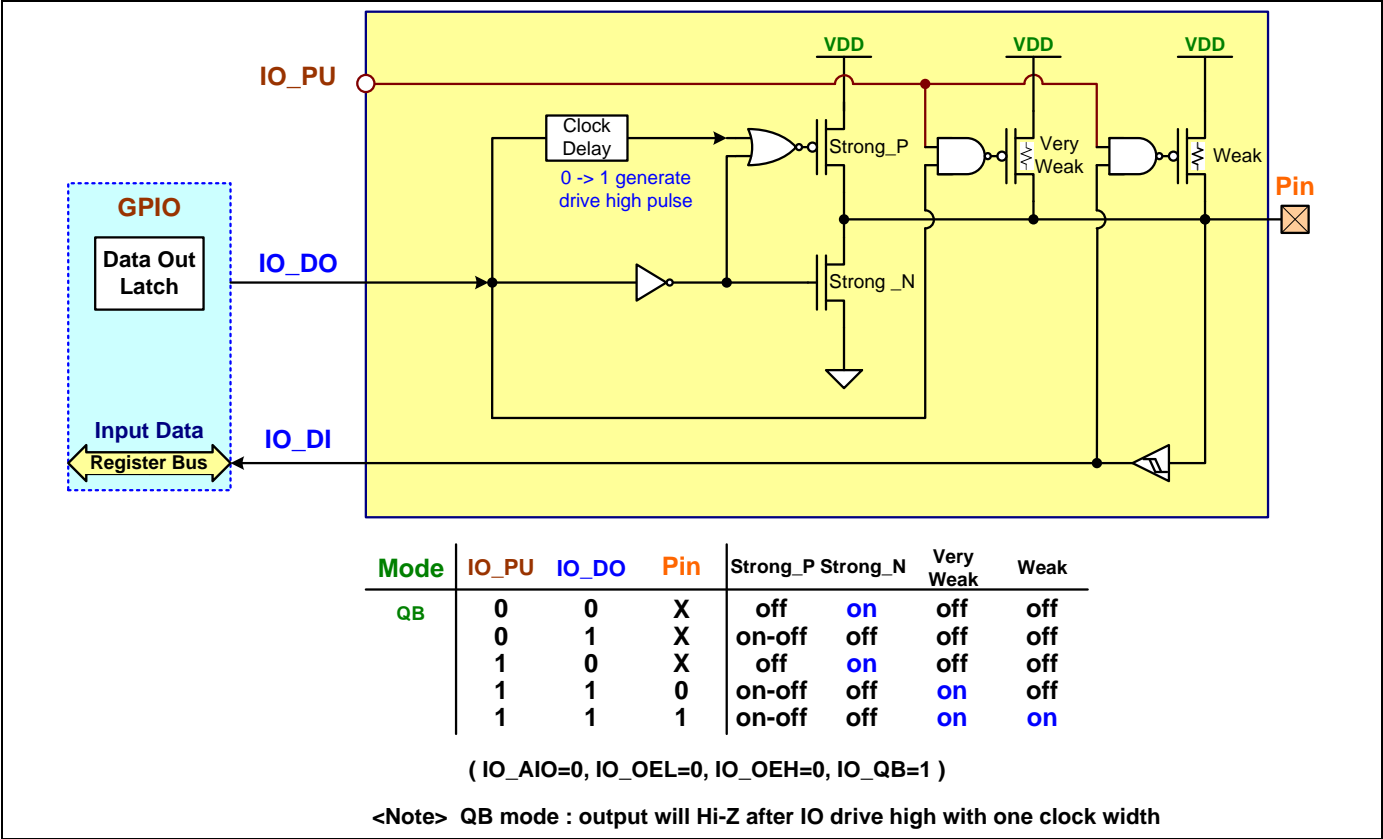 VDD
VDD
VDD
IO_PU
Clock
Delay
Strong_P
Very
Weak
Weak
0 -> 1 generate
drive high pulse
Pin
GPIO
Data Out
Latch
IO_DO
Strong _N
Input Data
IO_DI
Register Bus
Mode IO_PU IO_DO Pin Strong_P Strong_N Very Weak Weak
QB 0 0 X off on off off
0 1 X on-off off off off
1 0 X off on off off
1 1 0 on-off off on off
1 1 1 on-off off on on
( IO_AIO=0, IO_OEL=0, IO_OEH=0, IO_QB=1 )
<Note> QB mode : output will Hi-Z after IO drive high with one clock width